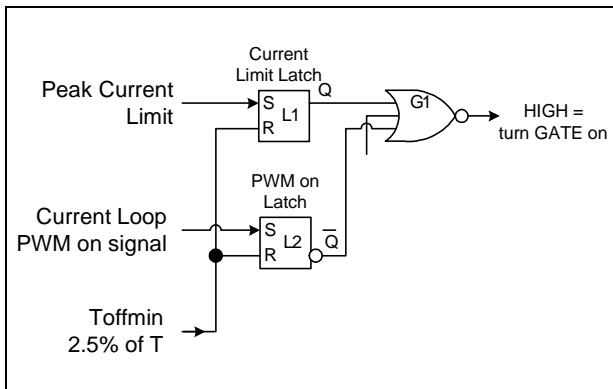 Current
Limit Latch
Peak Current
Limit
S
R
L1
Q
G1
HIGH =
turn GATE on
PWM on
Latch
Current Loop
PWM on signal
S
R
L2
Q̅
Toffmin
2.5% of T